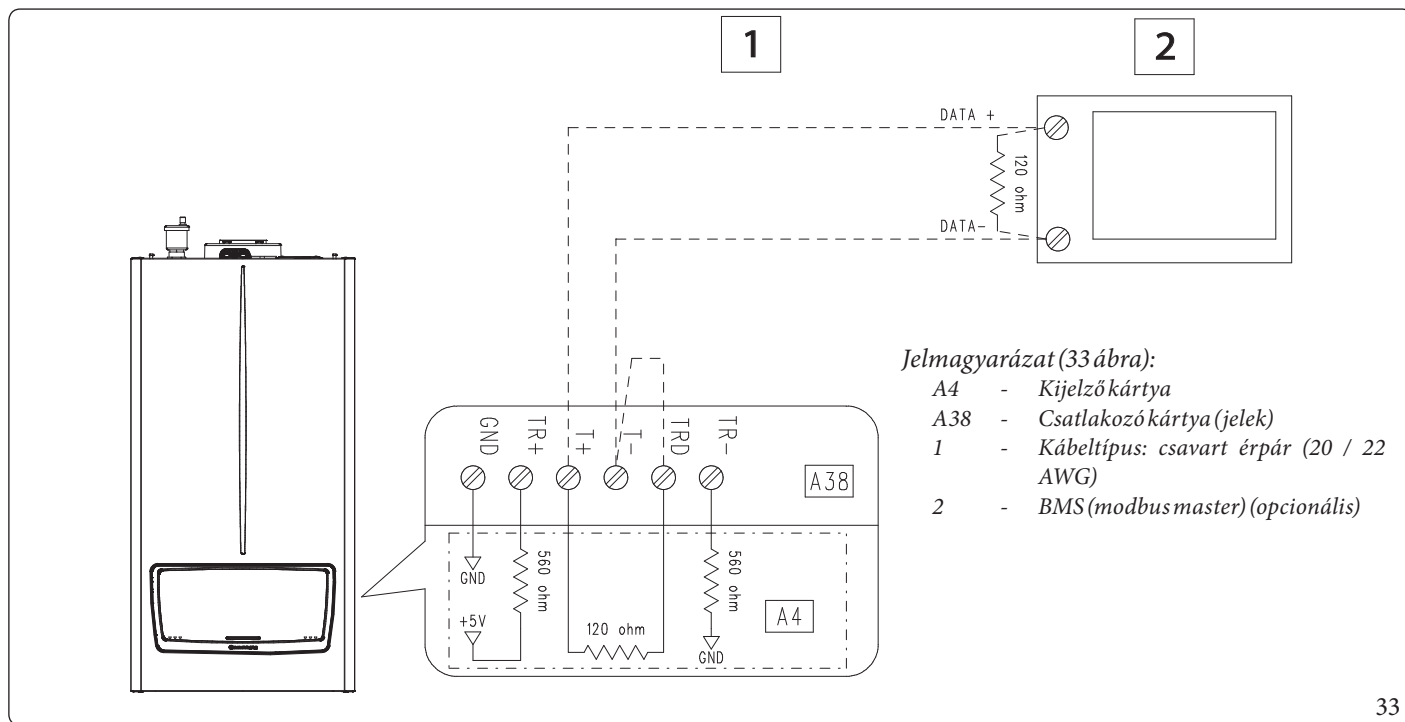 1
2
DATA +
120 ohm
DATA-
Jelmagyarázat (33 ábra):
A4 - Kijelző kártya
A38 - Csatlakozó kártya (jelek)
1 - Kábeltípus: csavart érpár (20 / 22
AWG)
2 - BMS (modbus master) (opcionális)
GND TR+ T+ T- TRD TR-
A38
GND
560 ohm
560 ohm
+5V
120 ohm
A4
GND
33